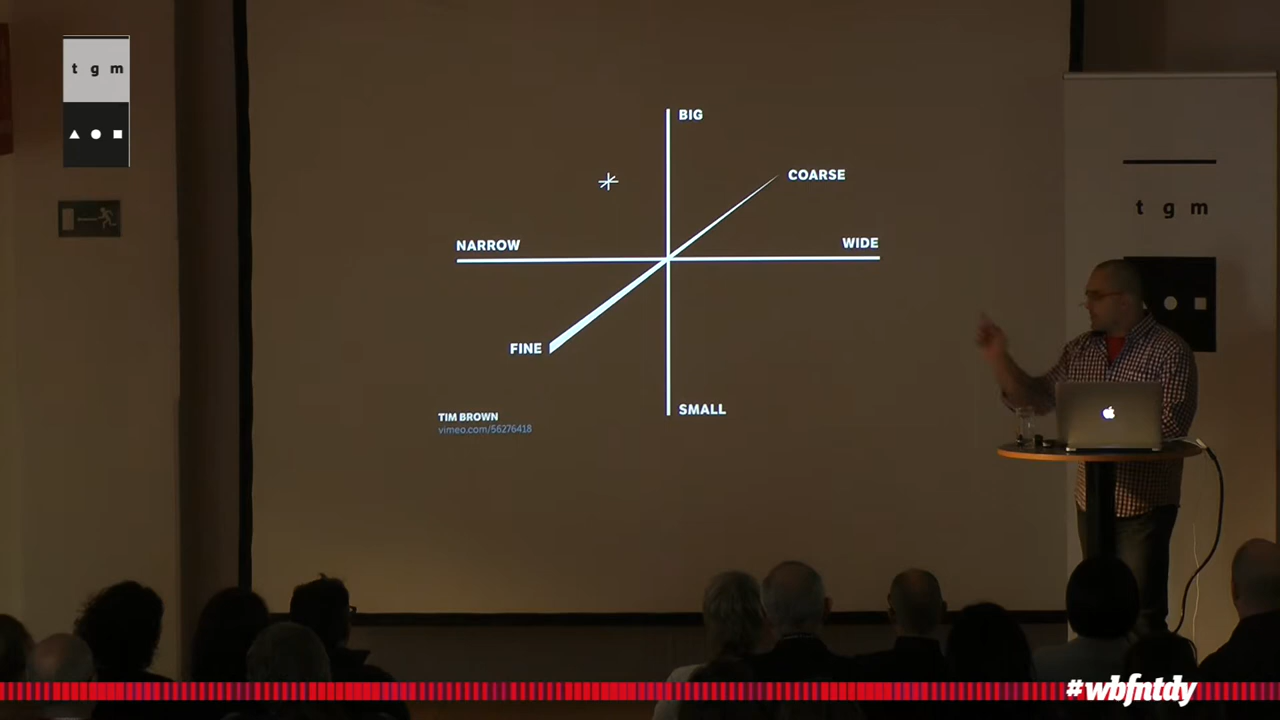 t g m
BIG
COARSE
NARROW
WIDE
FINE
SMALL
TIM BROWN
vimeo.com/56276418
t g m
#wbfntdy